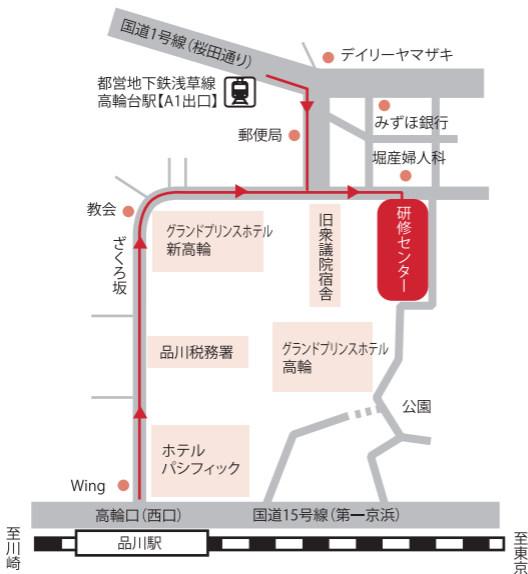 国道1号線(桜田通り)
デイリーヤマザキ
都営地下鉄浅草線
高輪台駅【A1出口】
みずほ銀行
郵便局
堀産婦人科
教会
グランドプリンスホテル
新高輪
旧衆議院宿舎
研修センター
ざくろ坂
品川税務署
グランドプリンスホテル
高輪
公園
ホテル
パシフィック
Wing
高輪口(西口)
国道15号線(第一京浜)
至川崎
品川駅
至東京